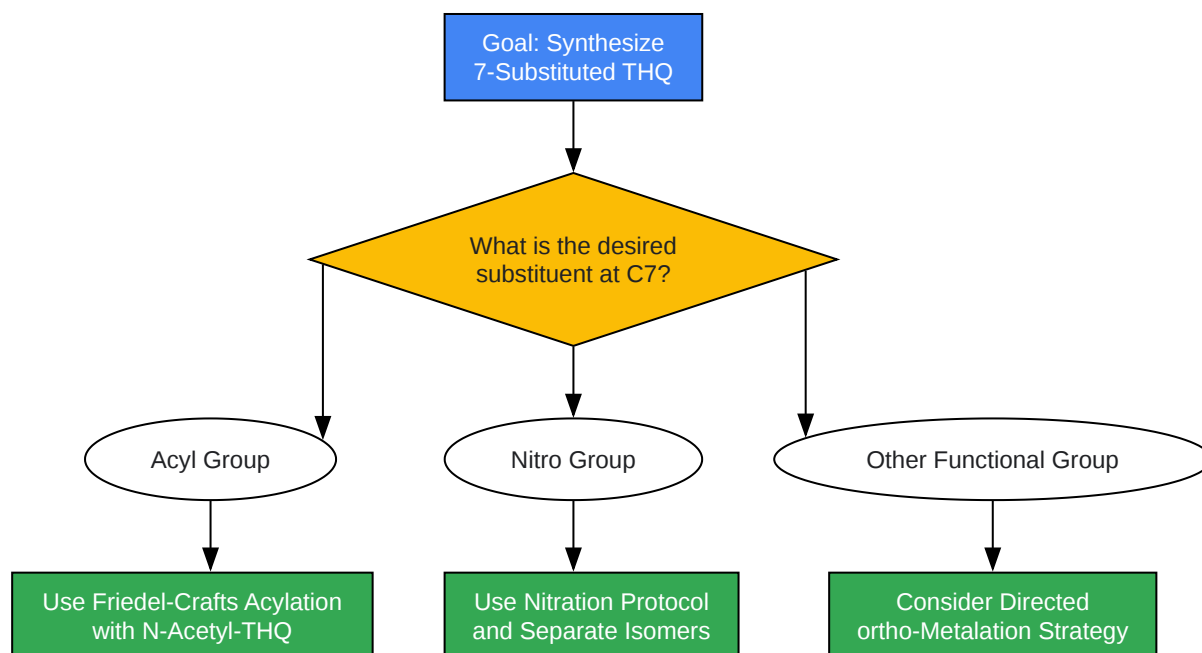 Goal: Synthesize
7-Substituted THQ
What is the desired
substituent at C7?
Acyl Group
Nitro Group
Other Functional Group
Use Friedel-Crafts Acylation
with N-Acetyl-THQ
Use Nitration Protocol
and Separate Isomers
Consider Directed
ortho-Metalation Strategy